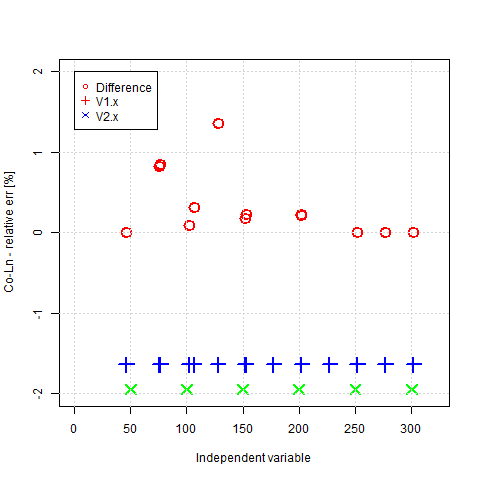 Difference
V1.x
V2.x
2
1
0
-1
-2
Co-Ln - relative err [%]
0 50 100 150 200 250 300
Independent variable